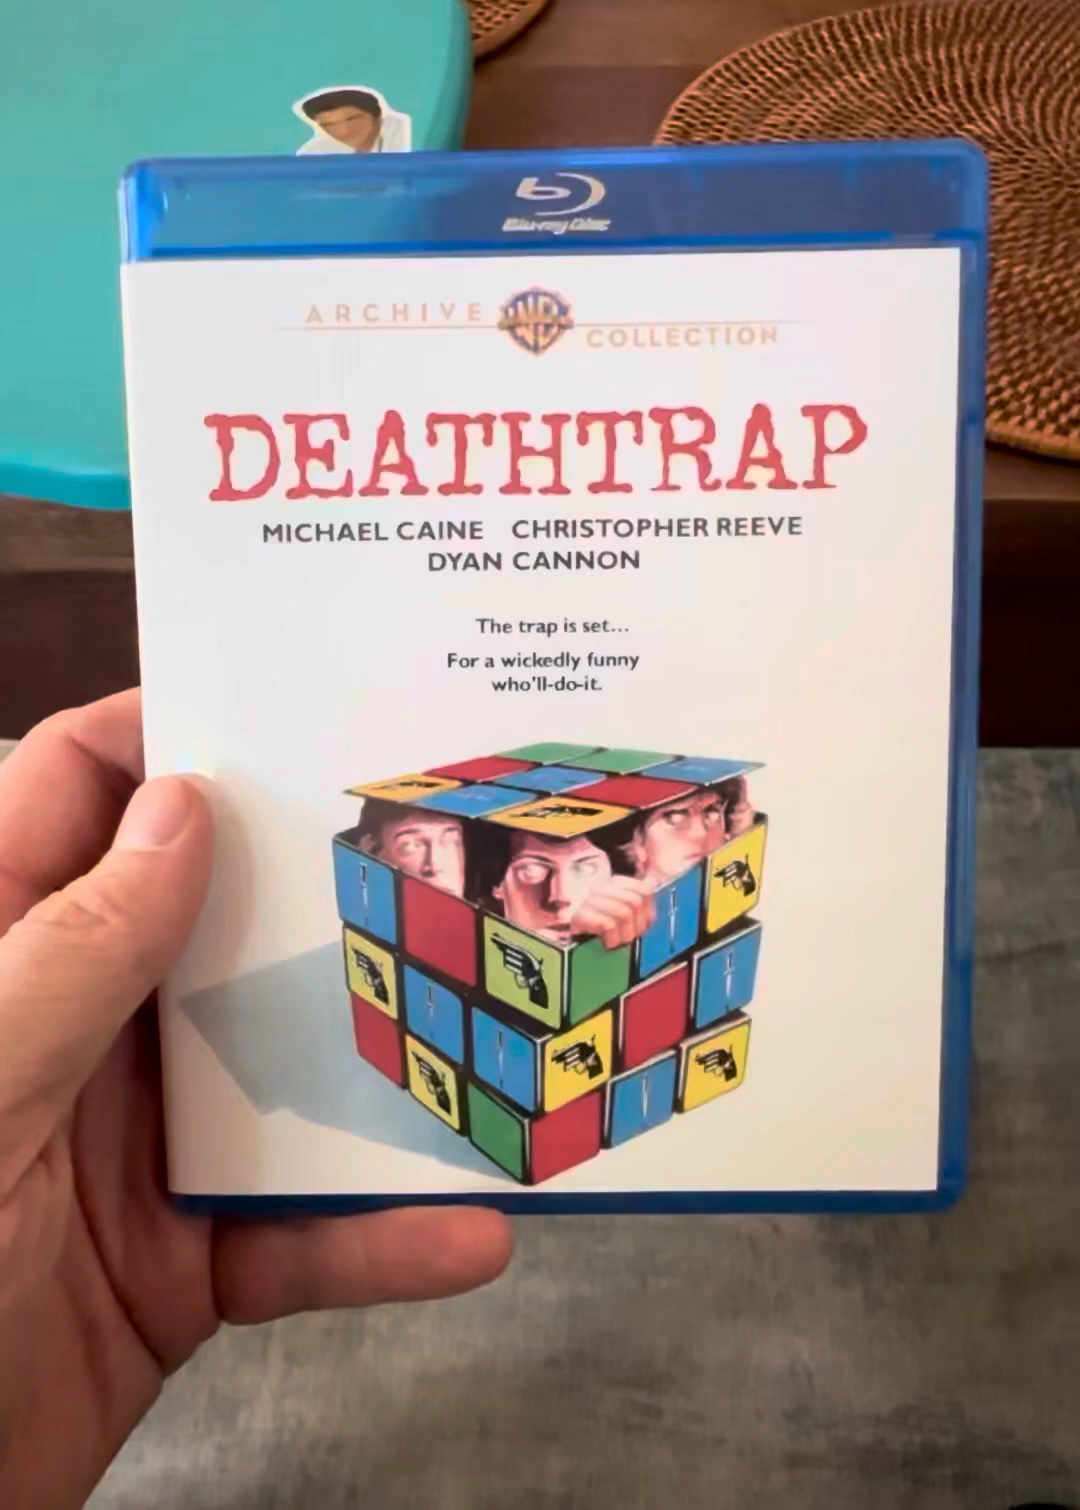 Blu-ray Disc
ARCHIVE WB COLLECTION
DEATHTRAP
MICHAEL CAINE CHRISTOPHER REEVE
DYAN CANNON
The trap is set...
For a wickedly funny
who'll-do-it.